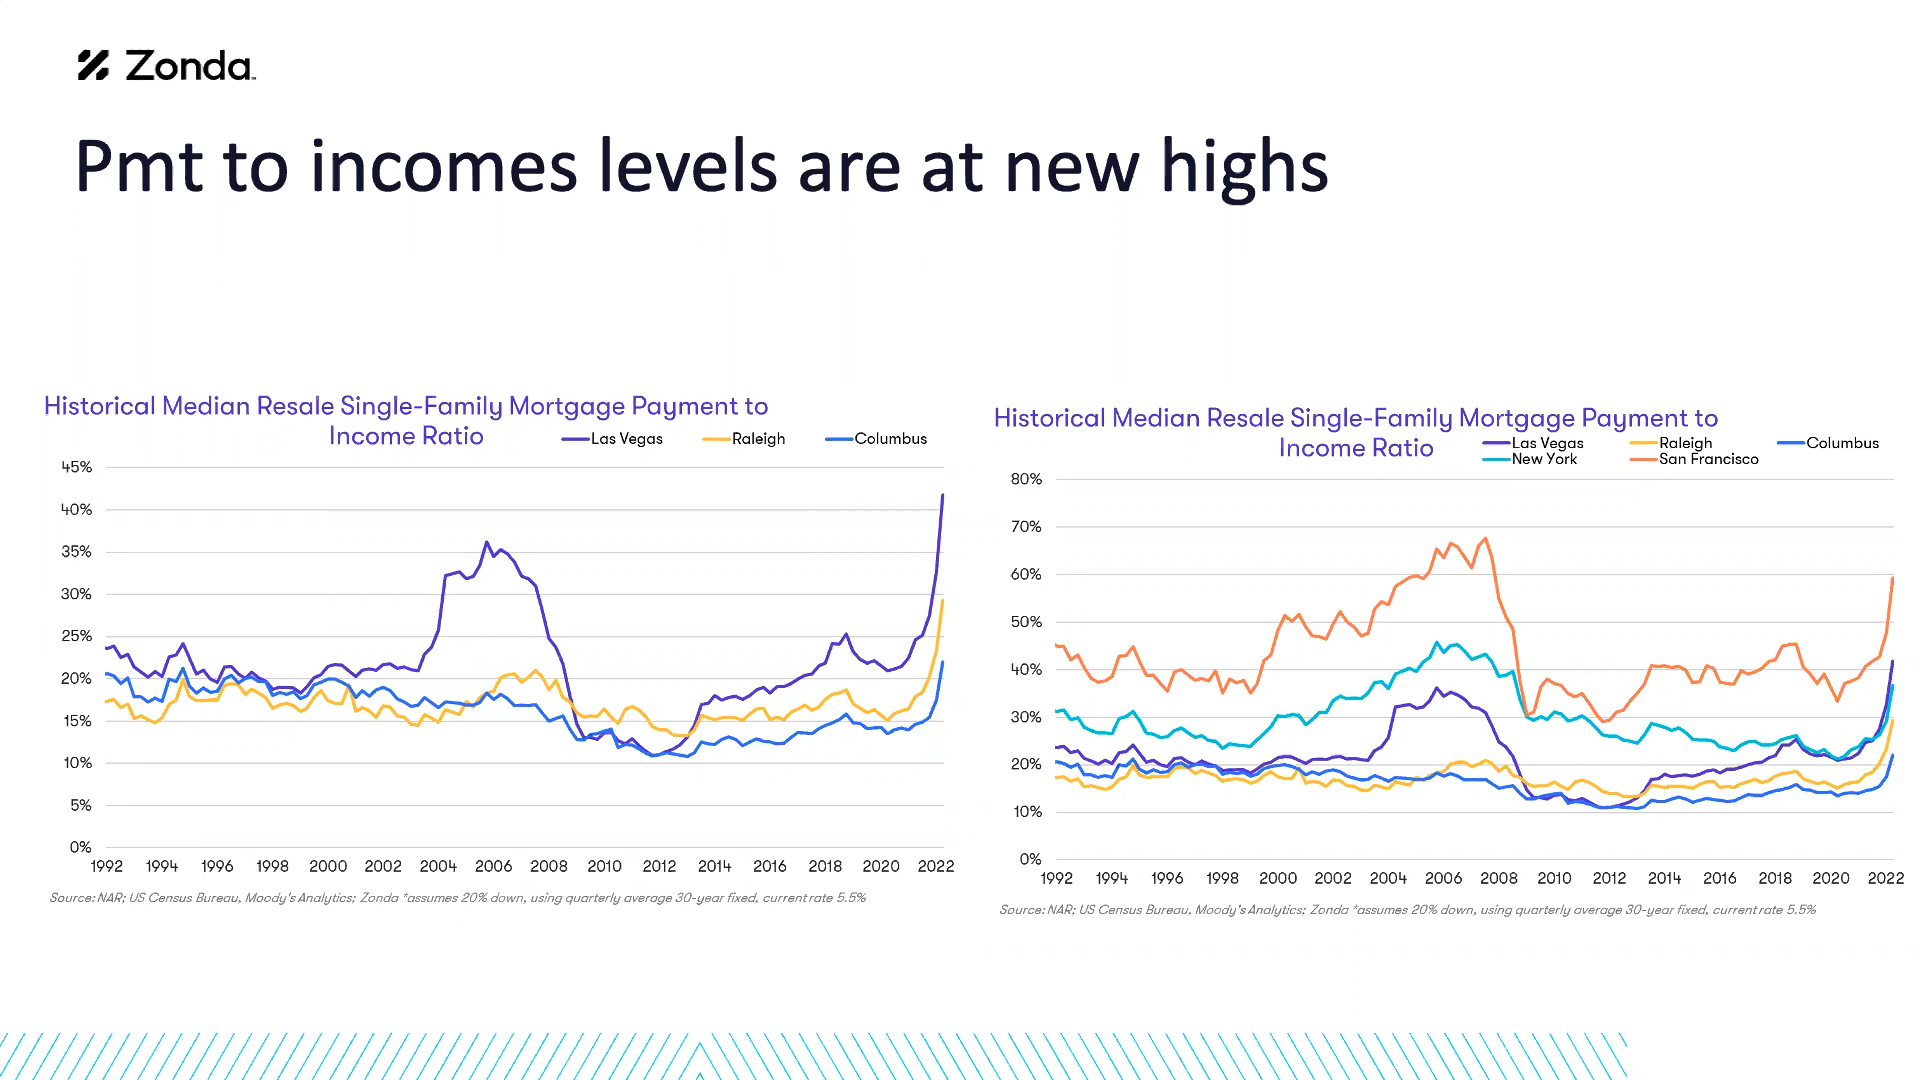 Zonda
Pmt to incomes levels are at new highs
Historical Median Resale Single-Family Mortgage Payment to
Income Ratio
Las Vegas
Raleigh
Columbus
45%
40%
35%
30%
25%
20%
15%
10%
5%
0%
1992 1994 1996 1998 2000 2002 2004 2006 2008 2010 2012 2014 2016 2018 2020 2022
Source: NAR; US Census Bureau, Moody's Analytics; Zonda *assumes 20% down, using quarterly average 30-year fixed, current rate 5.5%
Historical Median Resale Single-Family Mortgage Payment to
Income Ratio
Las Vegas
Raleigh
Columbus
New York
San Francisco
80%
70%
60%
50%
40%
30%
20%
10%
0%
1992 1994 1996 1998 2000 2002 2004 2006 2008 2010 2012 2014 2016 2018 2020 2022
Source: NAR; US Census Bureau, Moody's Analytics; Zonda *assumes 20% down, using quarterly average 30-year fixed, current rate 5.5%